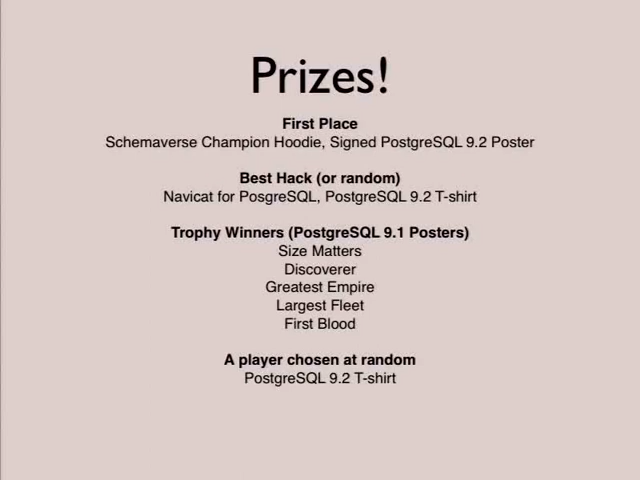 Prizes!
First Place
Schemaverse Champion Hoodie, Signed PostgreSQL 9.2 Poster
Best Hack (or random)
Navicat for PosgreSQL, PostgreSQL 9.2 T-shirt
Trophy Winners (PostgreSQL 9.1 Posters)
Size Matters
Discoverer
Greatest Empire
Largest Fleet
First Blood
A player chosen at random
PostgreSQL 9.2 T-shirt